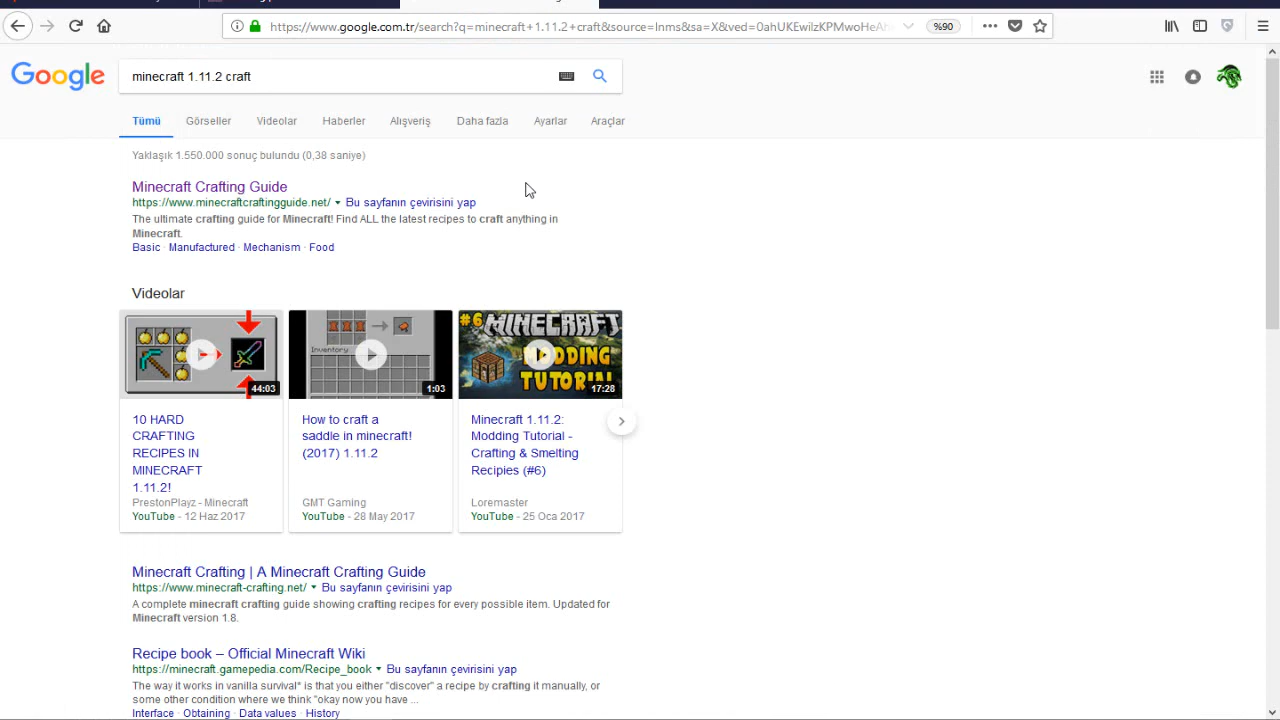 https://www.google.com.tr/search?q=minecraft+1.11.2+craft&source=lnms&sa=X&ved=0ahUKEwilzKPMwoHeAh
%90
Google
minecraft 1.11.2 craft
Tümü Görseller Videolar Haberler Alışveriş Daha fazla Ayarlar Araçlar
Yaklaşık 1.550.000 sonuç bulundu (0,38 saniye)
Minecraft Crafting Guide
https://www.minecraftcraftingguide.net/ Bu sayfanın çevirisini yap
The ultimate crafting guide for Minecraft! Find ALL the latest recipes to craft anything in
Minecraft.
Basic · Manufactured · Mechanism · Food
Videolar
44:03
10 HARD
CRAFTING
RECIPES IN
MINECRAFT
1.11.2!
PrestonPlayz - Minecraft
YouTube - 12 Haz 2017
Inventory
1:03
How to craft a
saddle in minecraft!
(2017) 1.11.2
GMT Gaming
YouTube - 28 May 2017
#6 MINECRAFT
MODDING
TUTORIAL
17:28
Minecraft 1.11.2:
Modding Tutorial -
Crafting & Smelting
Recipies (#6)
Loremaster
YouTube - 25 Oca 2017
Minecraft Crafting | A Minecraft Crafting Guide
https://www.minecraft-crafting.net/ Bu sayfanın çevirisini yap
A complete minecraft crafting guide showing crafting recipes for every possible item. Updated for
Minecraft version 1.8.
Recipe book – Official Minecraft Wiki
https://minecraft.gamepedia.com/Recipe_book Bu sayfanın çevirisini yap
The way it works in vanilla survival* is that you either "discover" a recipe by crafting it manually, or
some other condition where we think "okay now you have ...
Interface · Obtaining · Data values · History